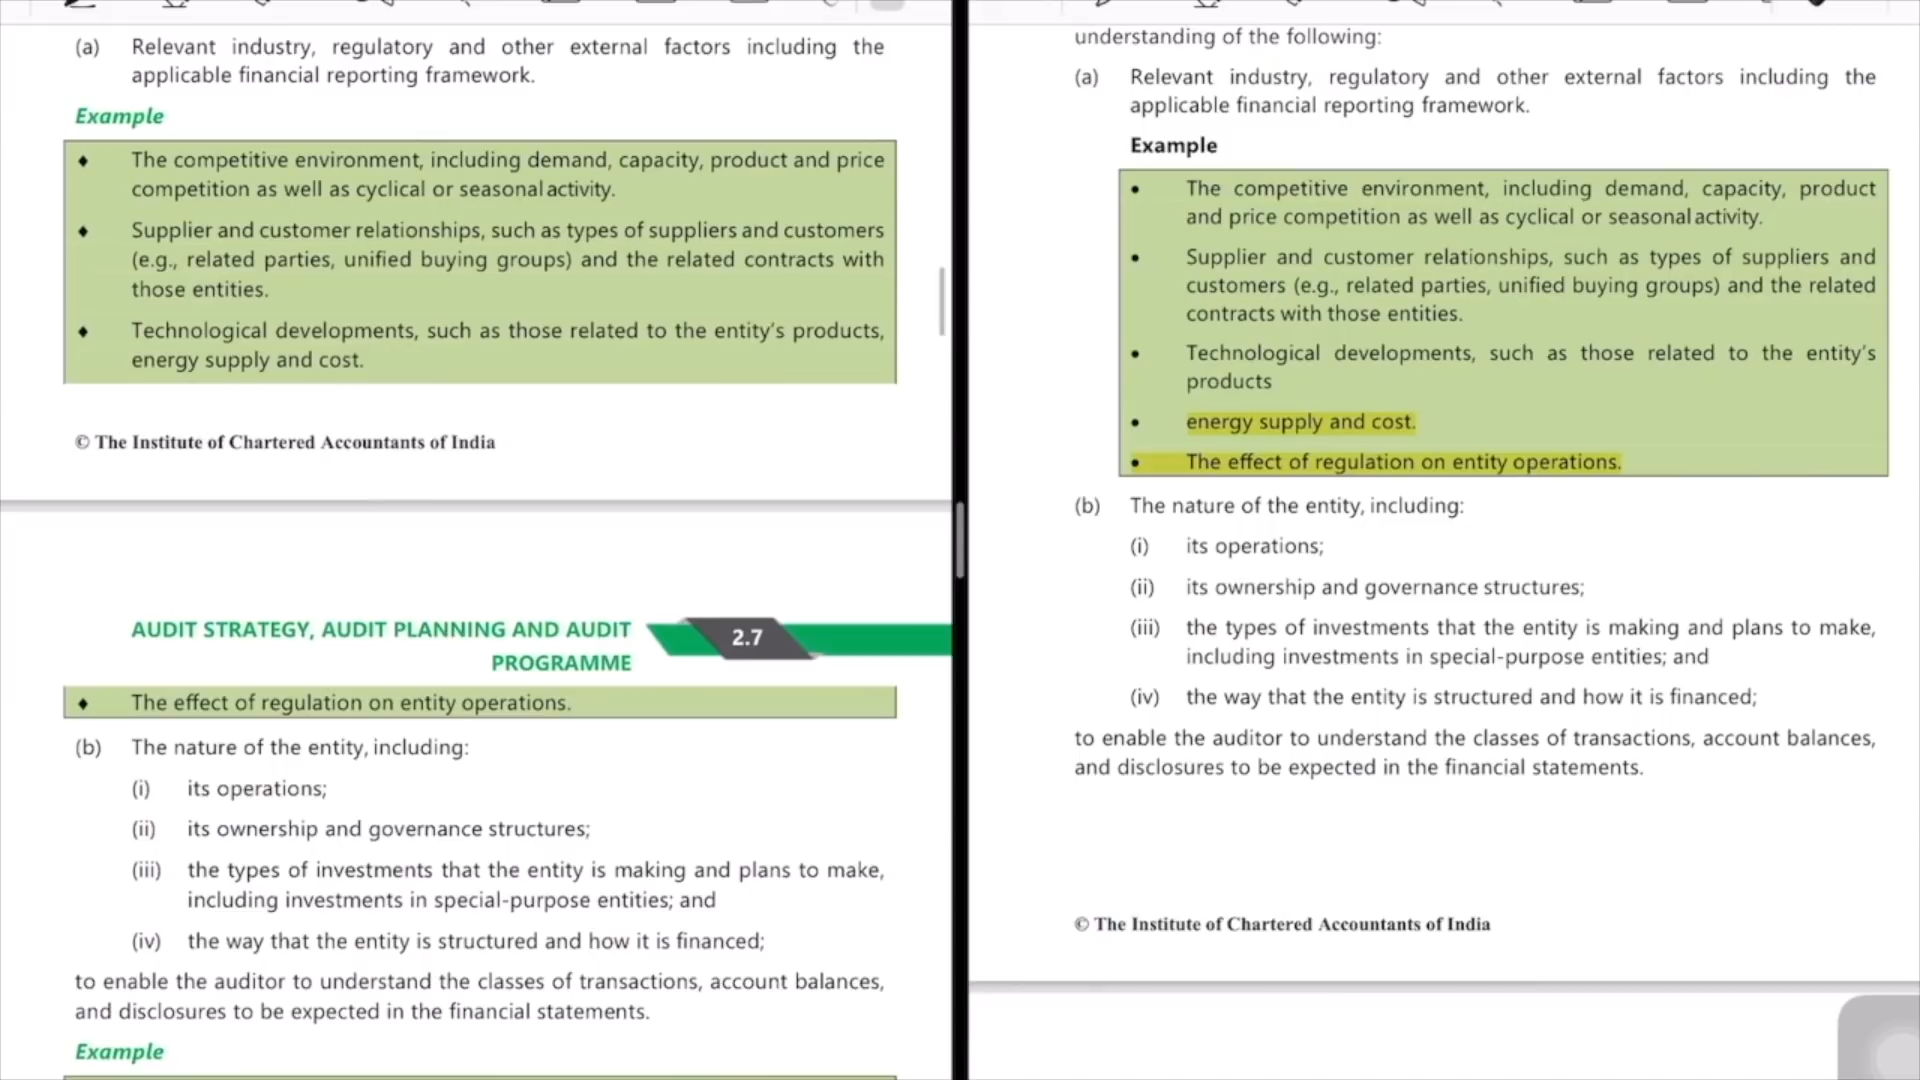 (a) Relevant industry, regulatory and other external factors including the
applicable financial reporting framework.
Example
♦ The competitive environment, including demand, capacity, product and price
competition as well as cyclical or seasonal activity.
♦ Supplier and customer relationships, such as types of suppliers and customers
(e.g., related parties, unified buying groups) and the related contracts with
those entities.
♦ Technological developments, such as those related to the entity's products,
energy supply and cost.
© The Institute of Chartered Accountants of India
AUDIT STRATEGY, AUDIT PLANNING AND AUDIT
PROGRAMME
2.7
♦ The effect of regulation on entity operations.
(b) The nature of the entity, including:
(i) its operations;
(ii) its ownership and governance structures;
(iii) the types of investments that the entity is making and plans to make,
including investments in special-purpose entities; and
(iv) the way that the entity is structured and how it is financed;
to enable the auditor to understand the classes of transactions, account balances,
and disclosures to be expected in the financial statements.
Example
understanding of the following:
(a) Relevant industry, regulatory and other external factors including the
applicable financial reporting framework.
Example
• The competitive environment, including demand, capacity, product
and price competition as well as cyclical or seasonal activity.
• Supplier and customer relationships, such as types of suppliers and
customers (e.g., related parties, unified buying groups) and the related
contracts with those entities.
• Technological developments, such as those related to the entity's
products
• energy supply and cost.
• The effect of regulation on entity operations.
(b) The nature of the entity, including:
(i) its operations;
(ii) its ownership and governance structures;
(iii) the types of investments that the entity is making and plans to make,
including investments in special-purpose entities; and
(iv) the way that the entity is structured and how it is financed;
to enable the auditor to understand the classes of transactions, account balances,
and disclosures to be expected in the financial statements.
© The Institute of Chartered Accountants of India